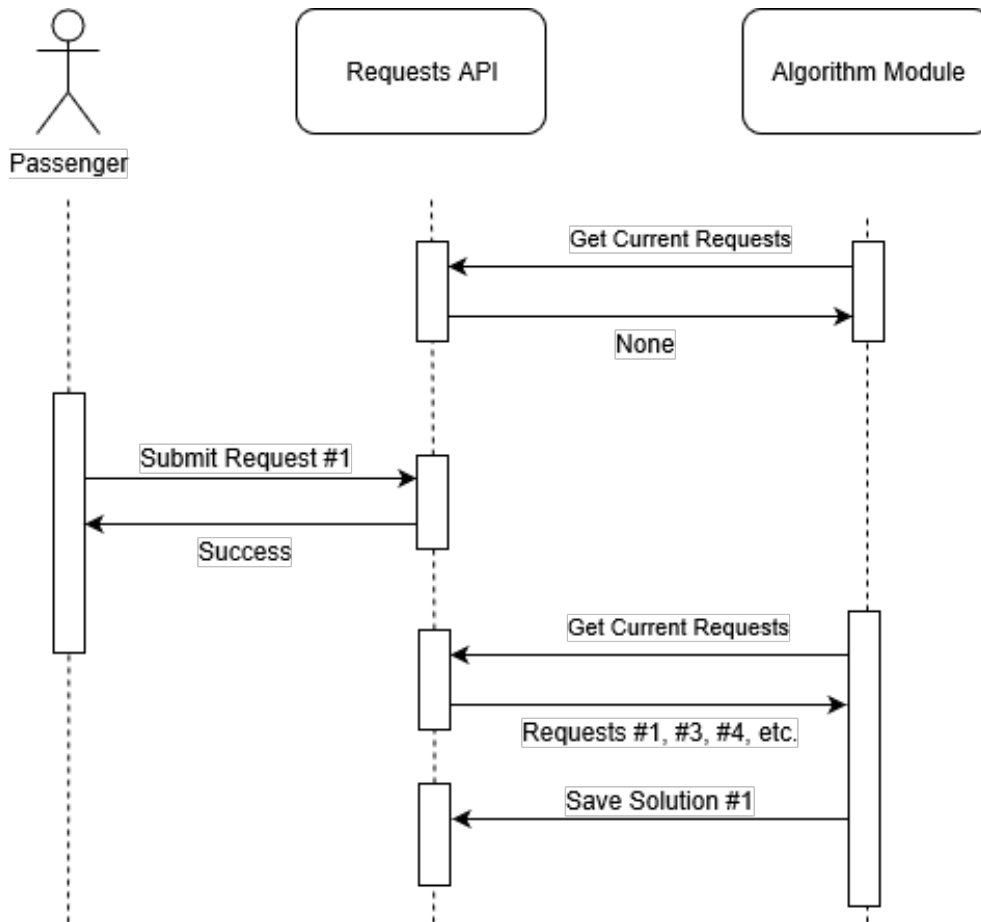 Requests API
Algorithm Module
Passenger
Get Current Requests
None
Submit Request #1
Success
Get Current Requests
Requests #1, #3, #4, etc.
Save Solution #1